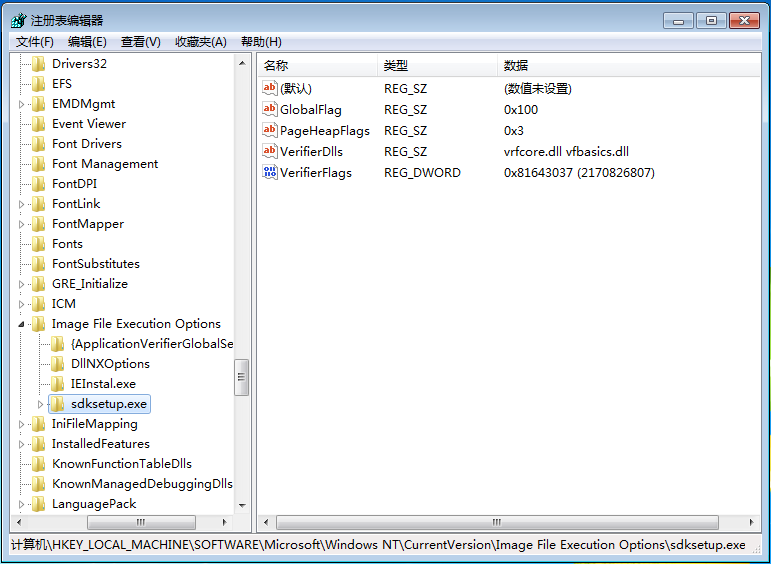 注册表编辑器
文件(F) 编辑(E) 查看(V) 收藏夹(A) 帮助(H)
Drivers32
EFS
EMDMgmt
Event Viewer
Font Drivers
Font Management
FontDPI
FontLink
FontMapper
Fonts
FontSubstitutes
GRE_Initialize
ICM
Image File Execution Options
{ApplicationVerifierGlobalSe
DllNXOptions
IEInstal.exe
sdksetup.exe
IniFileMapping
InstalledFeatures
KnownFunctionTableDlls
KnownManagedDebuggingDlls
LanguagePack
名称 类型 数据
(默认) REG_SZ (数值未设置)
GlobalFlag REG_SZ 0x100
PageHeapFlags REG_SZ 0x3
VerifierDlls REG_SZ vrfcore.dll vfbasics.dll
VerifierFlags REG_DWORD 0x81643037 (2170826807)
计算机\HKEY_LOCAL_MACHINE\SOFTWARE\Microsoft\Windows NT\CurrentVersion\Image File Execution Options\sdksetup.exe